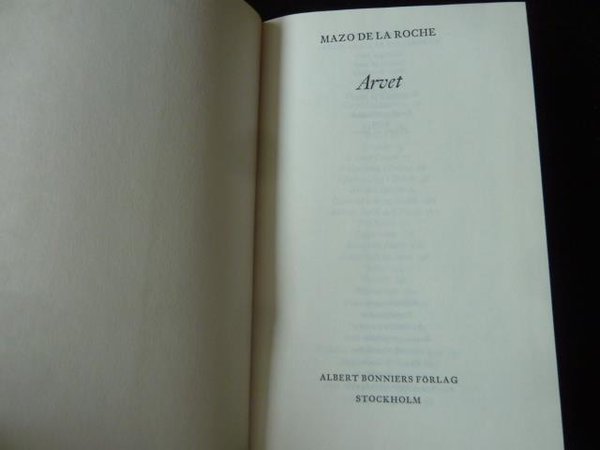 MAZO DE LA ROCHE
Arvet
ALBERT BONNIERS FÖRLAG
STOCKHOLM